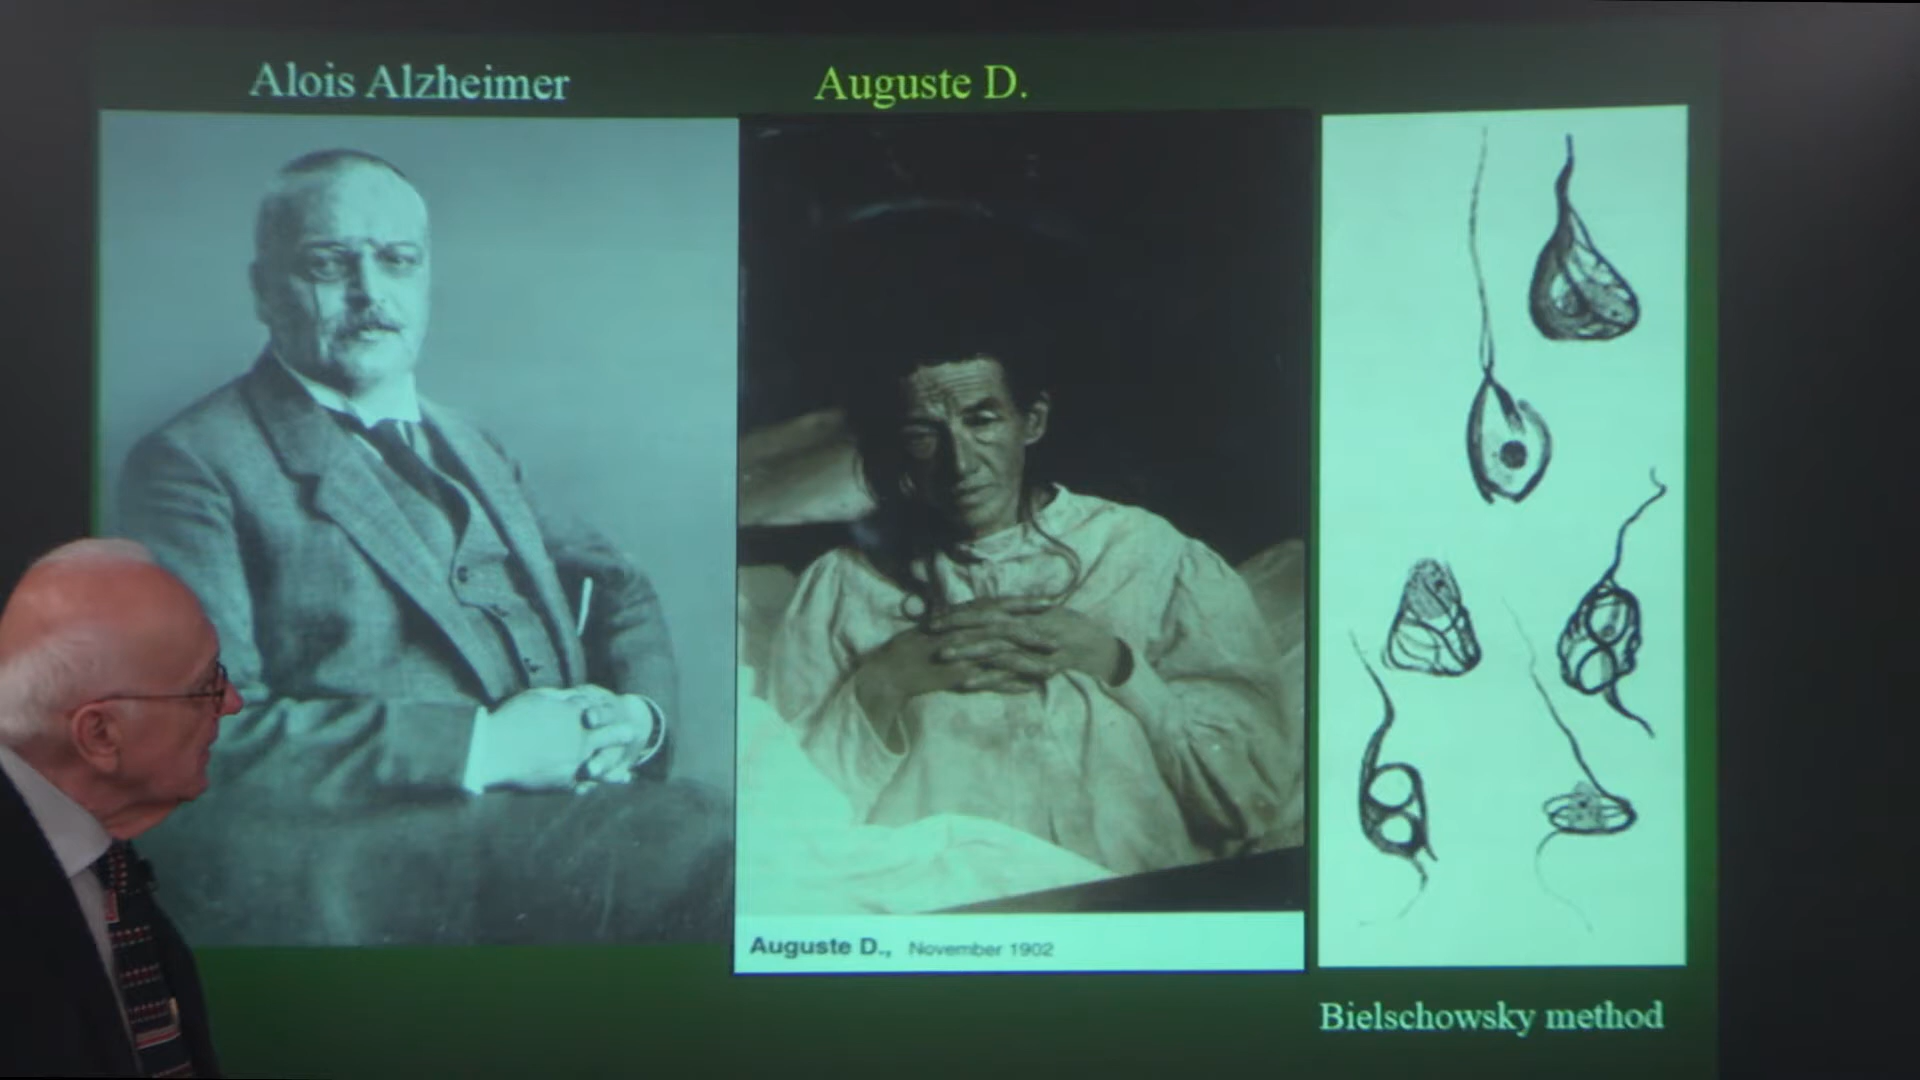 Alois Alzheimer
Auguste D.
Auguste D., November 1902
Bielschowsky method